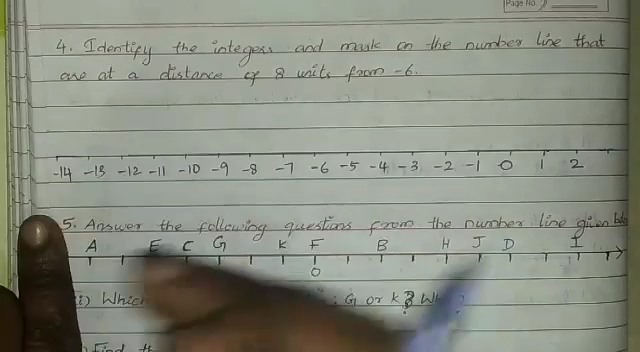 Page No.
4. Identify the integers and mark on the number line that
are at a distance of 8 units from -6.
-14 -13 -12 -11 -10 -9 -8 -7 -6 -5 -4 -3 -2 -1 0 1 2
5. Answer the following questions from the number line given
A E C G K F B H J D I
0
i) Which G or K?
Find